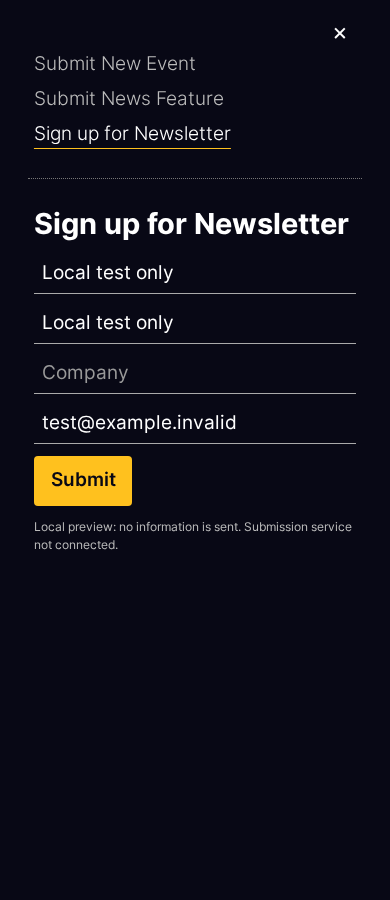 ×
Submit New Event
Submit News Feature
Sign up for Newsletter
Sign up for Newsletter
Local test only
Local test only
Company
test@example.invalid
Submit
Local preview: no information is sent. Submission service
not connected.